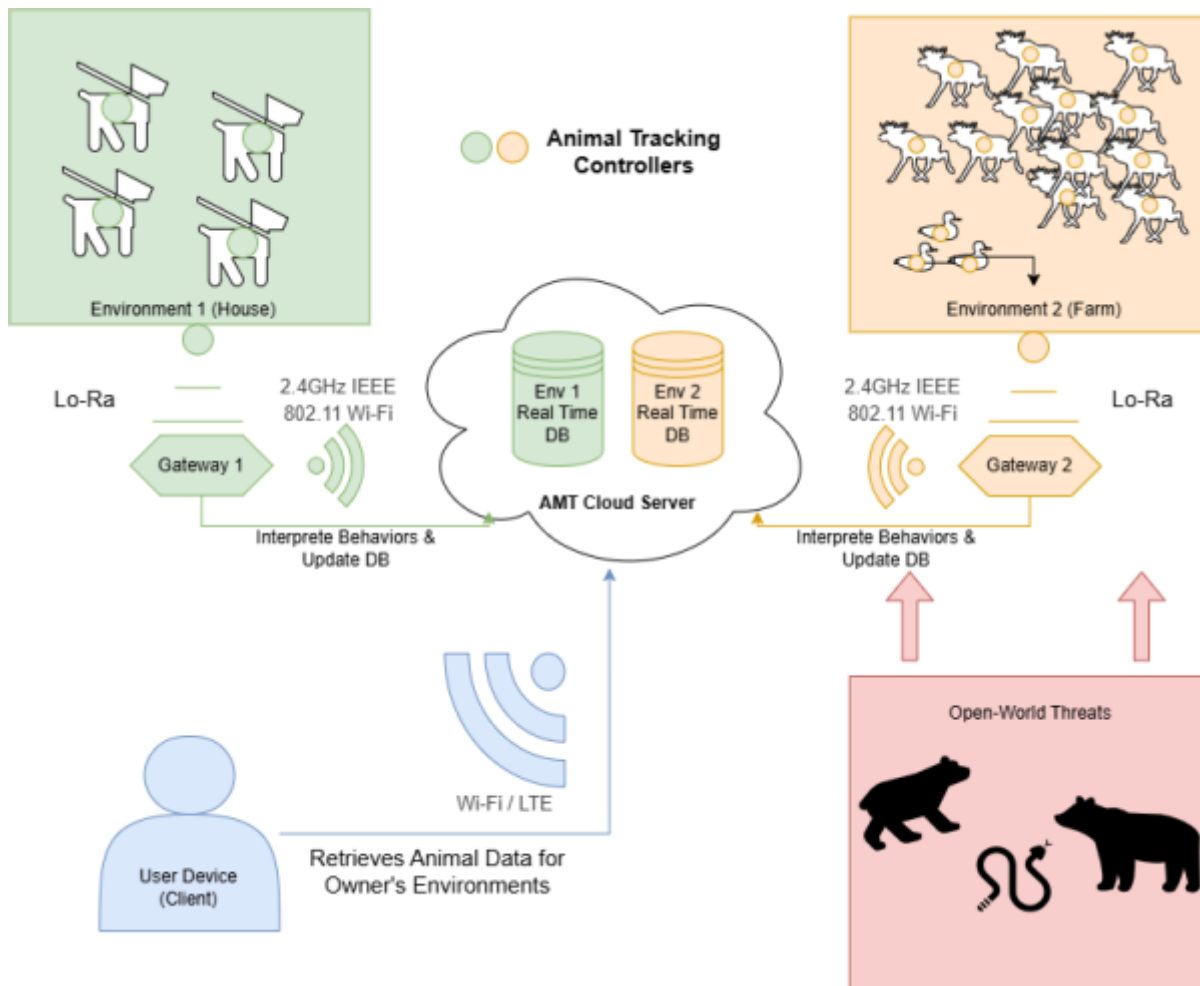 Animal Tracking
Controllers
Environment 1 (House)
Environment 2 (Farm)
Lo-Ra
2.4GHz IEEE
802.11 Wi-Fi
Gateway 1
Env 1
Real Time
DB
Env 2
Real Time
DB
AMT Cloud Server
2.4GHz IEEE
802.11 Wi-Fi
Lo-Ra
Gateway 2
Interprete Behaviors &
Update DB
Interprete Behaviors &
Update DB
Wi-Fi / LTE
User Device
(Client)
Retrieves Animal Data for
Owner's Environments
Open-World Threats